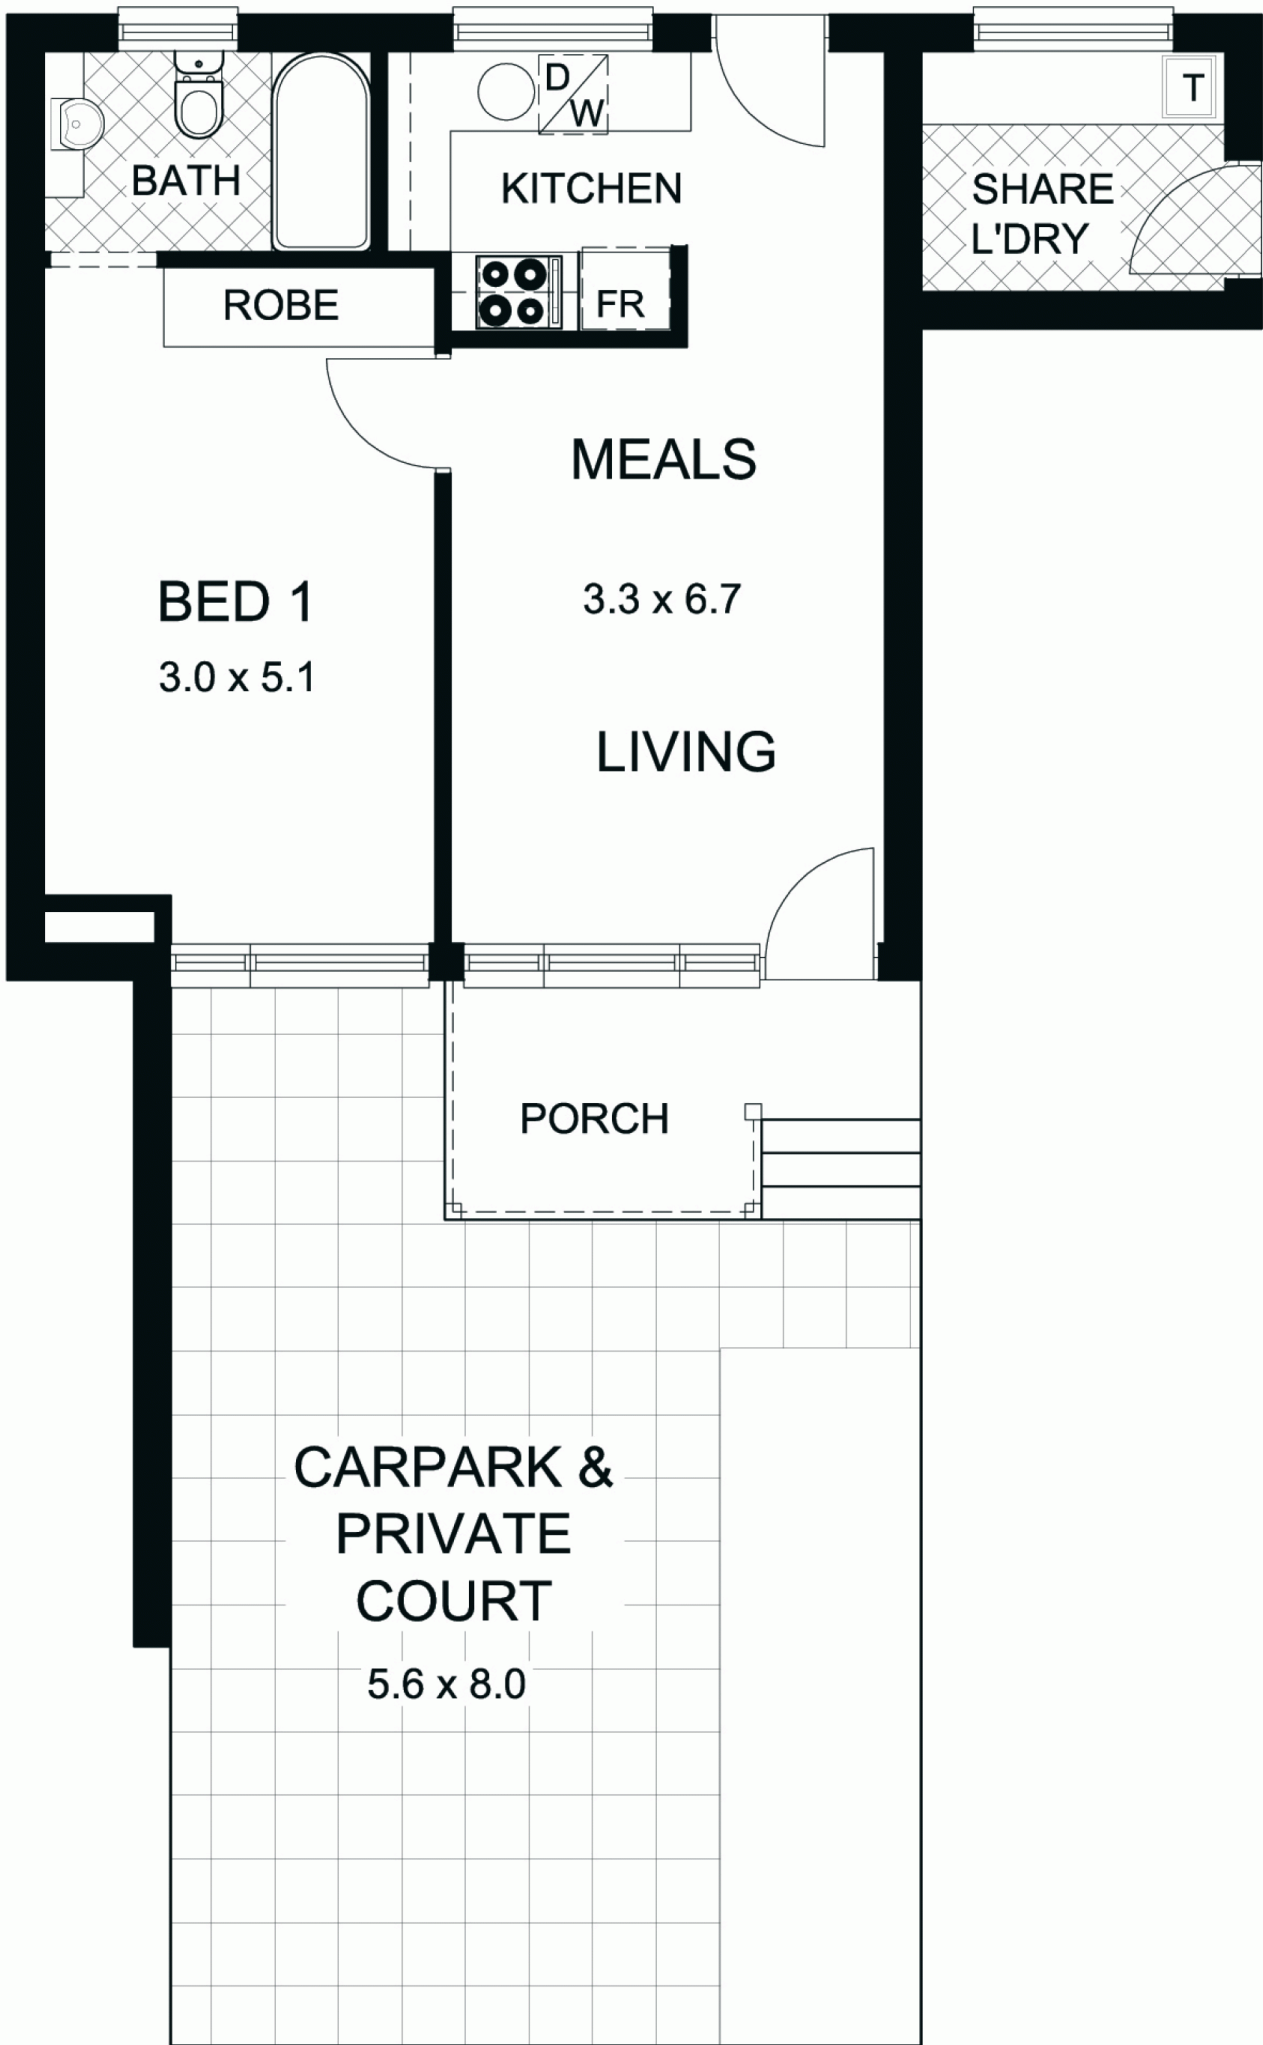 D
W
T
BATH
KITCHEN
SHARE
L'DRY
ROBE
FR
MEALS
BED 1
3.0 x 5.1
3.3 x 6.7
LIVING
PORCH
CARPARK &
PRIVATE
COURT
5.6 x 8.0